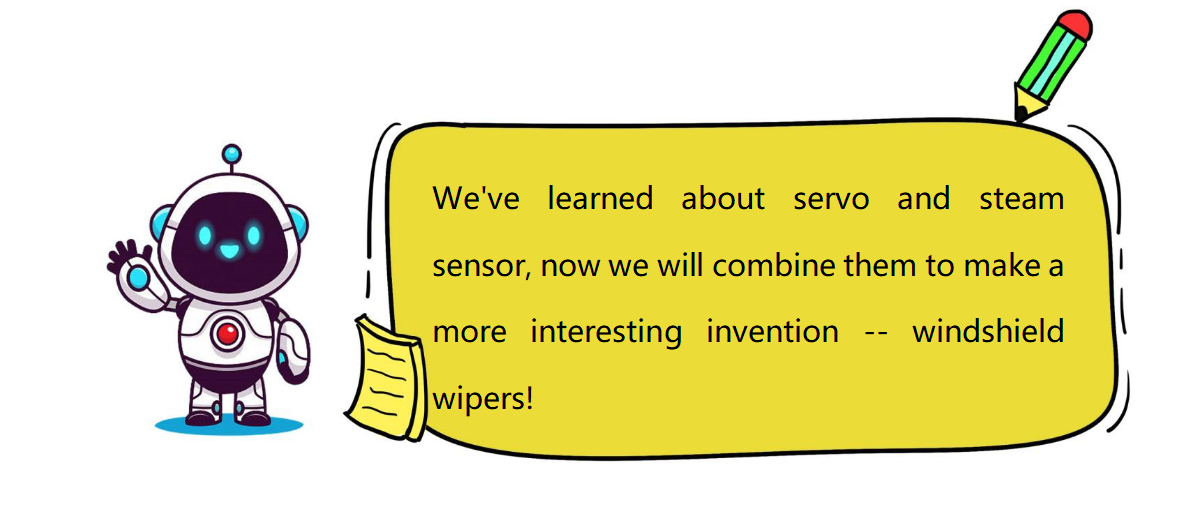 We've learned about servo and steam
sensor, now we will combine them to make a
more interesting invention -- windshield
wipers!